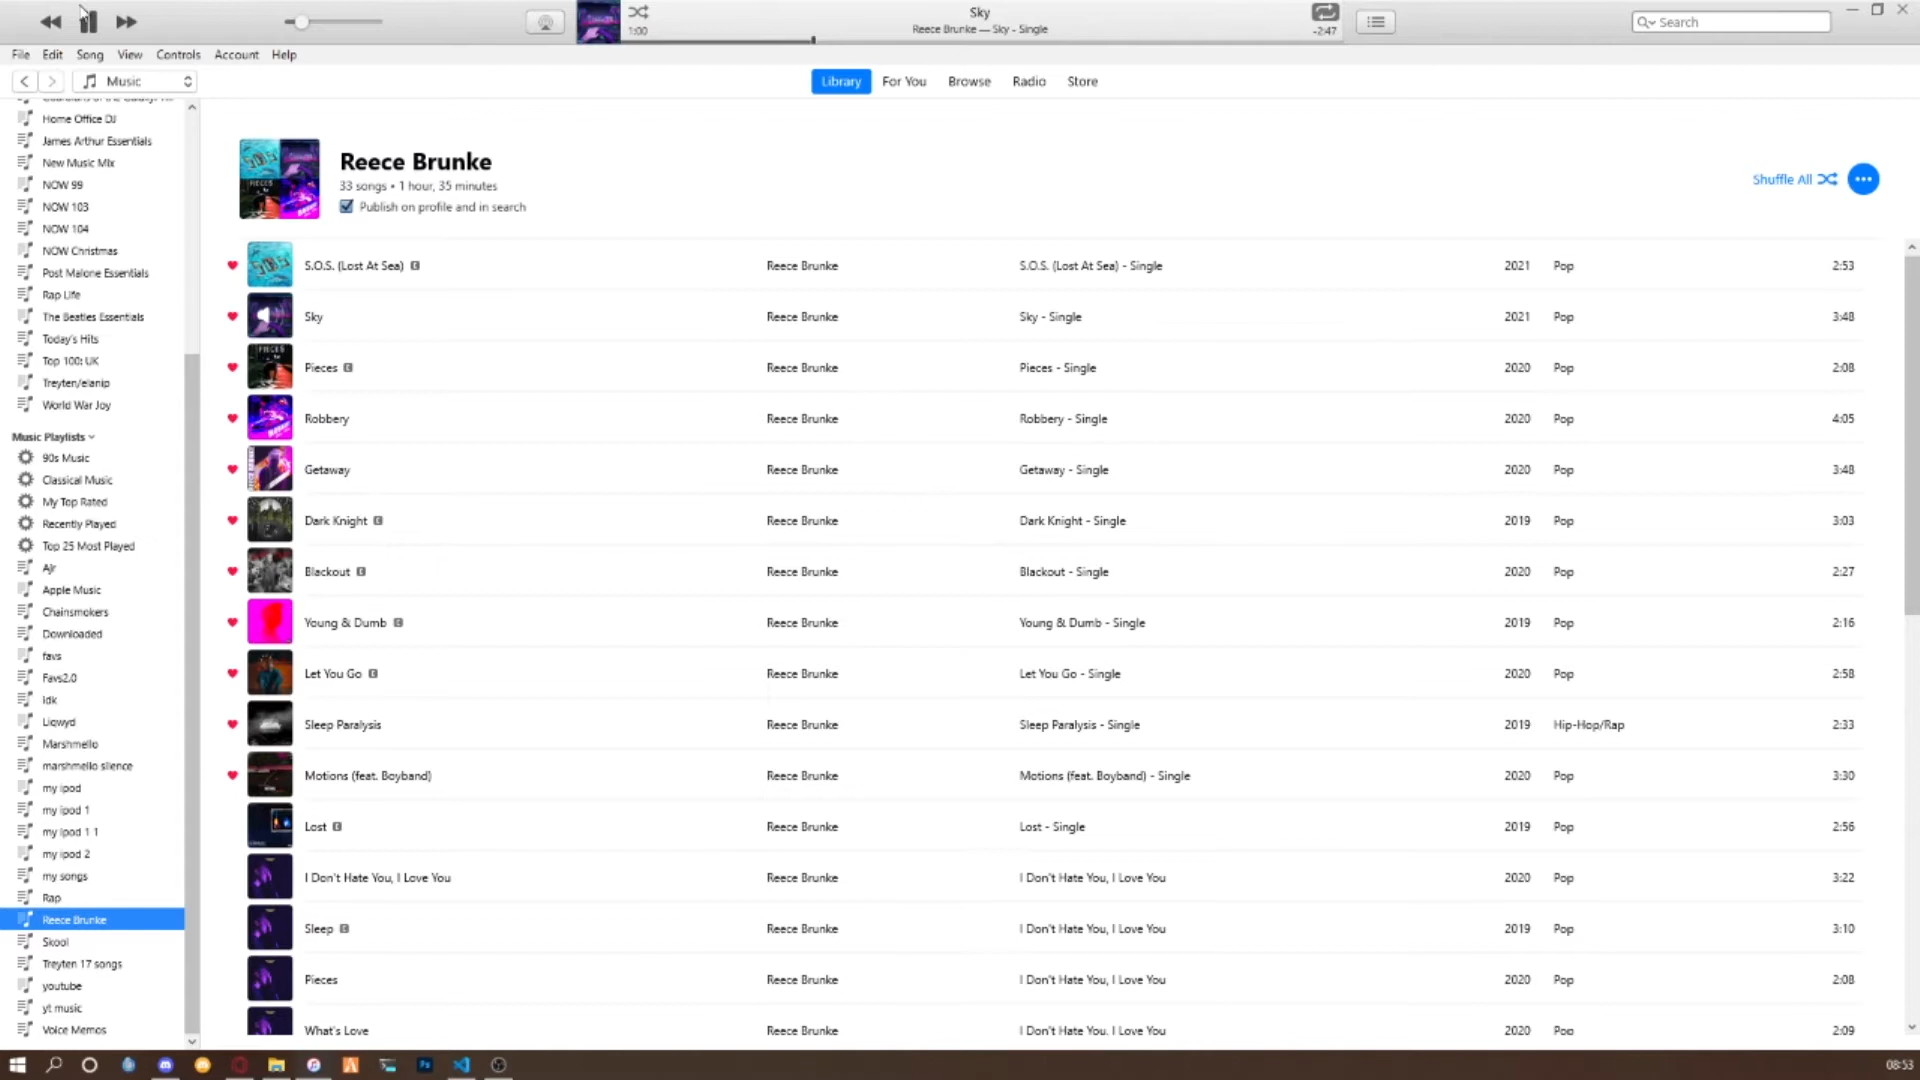 Sky
1:00
Reece Brunke — Sky - Single
-2:47
Search
File Edit Song View Controls Account Help
Music
Library For You Browse Radio Store
Home Office DJ
James Arthur Essentials
New Music Mix
NOW 99
NOW 103
NOW 104
NOW Christmas
Post Malone Essentials
Rap Life
The Beatles Essentials
Today's Hits
Top 100: UK
Treyten/elanip
World War Joy
Music Playlists
90s Music
Classical Music
My Top Rated
Recently Played
Top 25 Most Played
Ajr
Apple Music
Chainsmokers
Downloaded
favs
Favs2.0
idk
Liqwyd
Marshmello
marshmello silence
my ipod
my ipod 1
my ipod 1 1
my ipod 2
my songs
Rap
Reece Brunke
Skool
Treyten 17 songs
youtube
yt music
Voice Memos
Reece Brunke
33 songs • 1 hour, 35 minutes
Publish on profile and in search
Shuffle All
S.O.S. (Lost At Sea) E Reece Brunke S.O.S. (Lost At Sea) - Single 2021 Pop 2:53
Sky Reece Brunke Sky - Single 2021 Pop 3:48
Pieces E Reece Brunke Pieces - Single 2020 Pop 2:08
Robbery Reece Brunke Robbery - Single 2020 Pop 4:05
Getaway Reece Brunke Getaway - Single 2020 Pop 3:48
Dark Knight E Reece Brunke Dark Knight - Single 2019 Pop 3:03
Blackout E Reece Brunke Blackout - Single 2020 Pop 2:27
Young & Dumb E Reece Brunke Young & Dumb - Single 2019 Pop 2:16
Let You Go E Reece Brunke Let You Go - Single 2020 Pop 2:58
Sleep Paralysis Reece Brunke Sleep Paralysis - Single 2019 Hip-Hop/Rap 2:33
Motions (feat. Boyband) Reece Brunke Motions (feat. Boyband) - Single 2020 Pop 3:30
Lost E Reece Brunke Lost - Single 2019 Pop 2:56
I Don't Hate You, I Love You Reece Brunke I Don't Hate You, I Love You 2020 Pop 3:22
Sleep E Reece Brunke I Don't Hate You, I Love You 2019 Pop 3:10
Pieces Reece Brunke I Don't Hate You, I Love You 2020 Pop 2:08
What's Love Reece Brunke I Don't Hate You, I Love You 2020 Pop 2:09
Ps
08:53